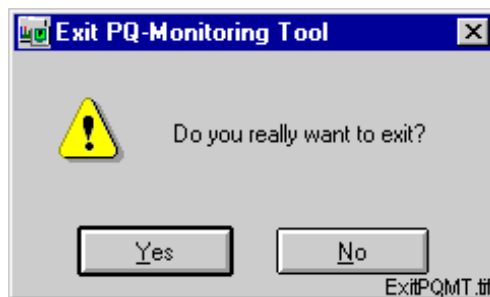 Exit PQ-Monitoring Tool
Do you really want to exit?
Yes No
ExitPQMT.tif